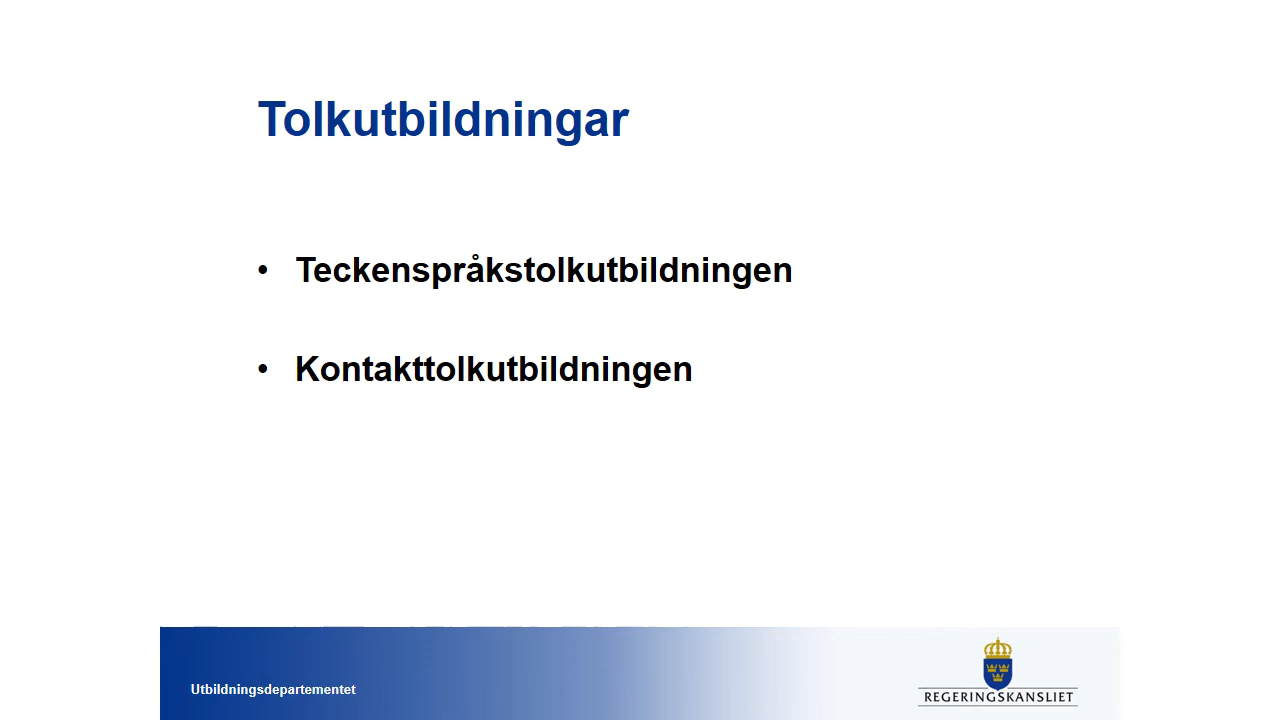 Tolkutbildningar
• Teckenspråkstolkutbildningen
• Kontakttolkutbildningen
Utbildningsdepartementet
REGERINGSKANSLIET